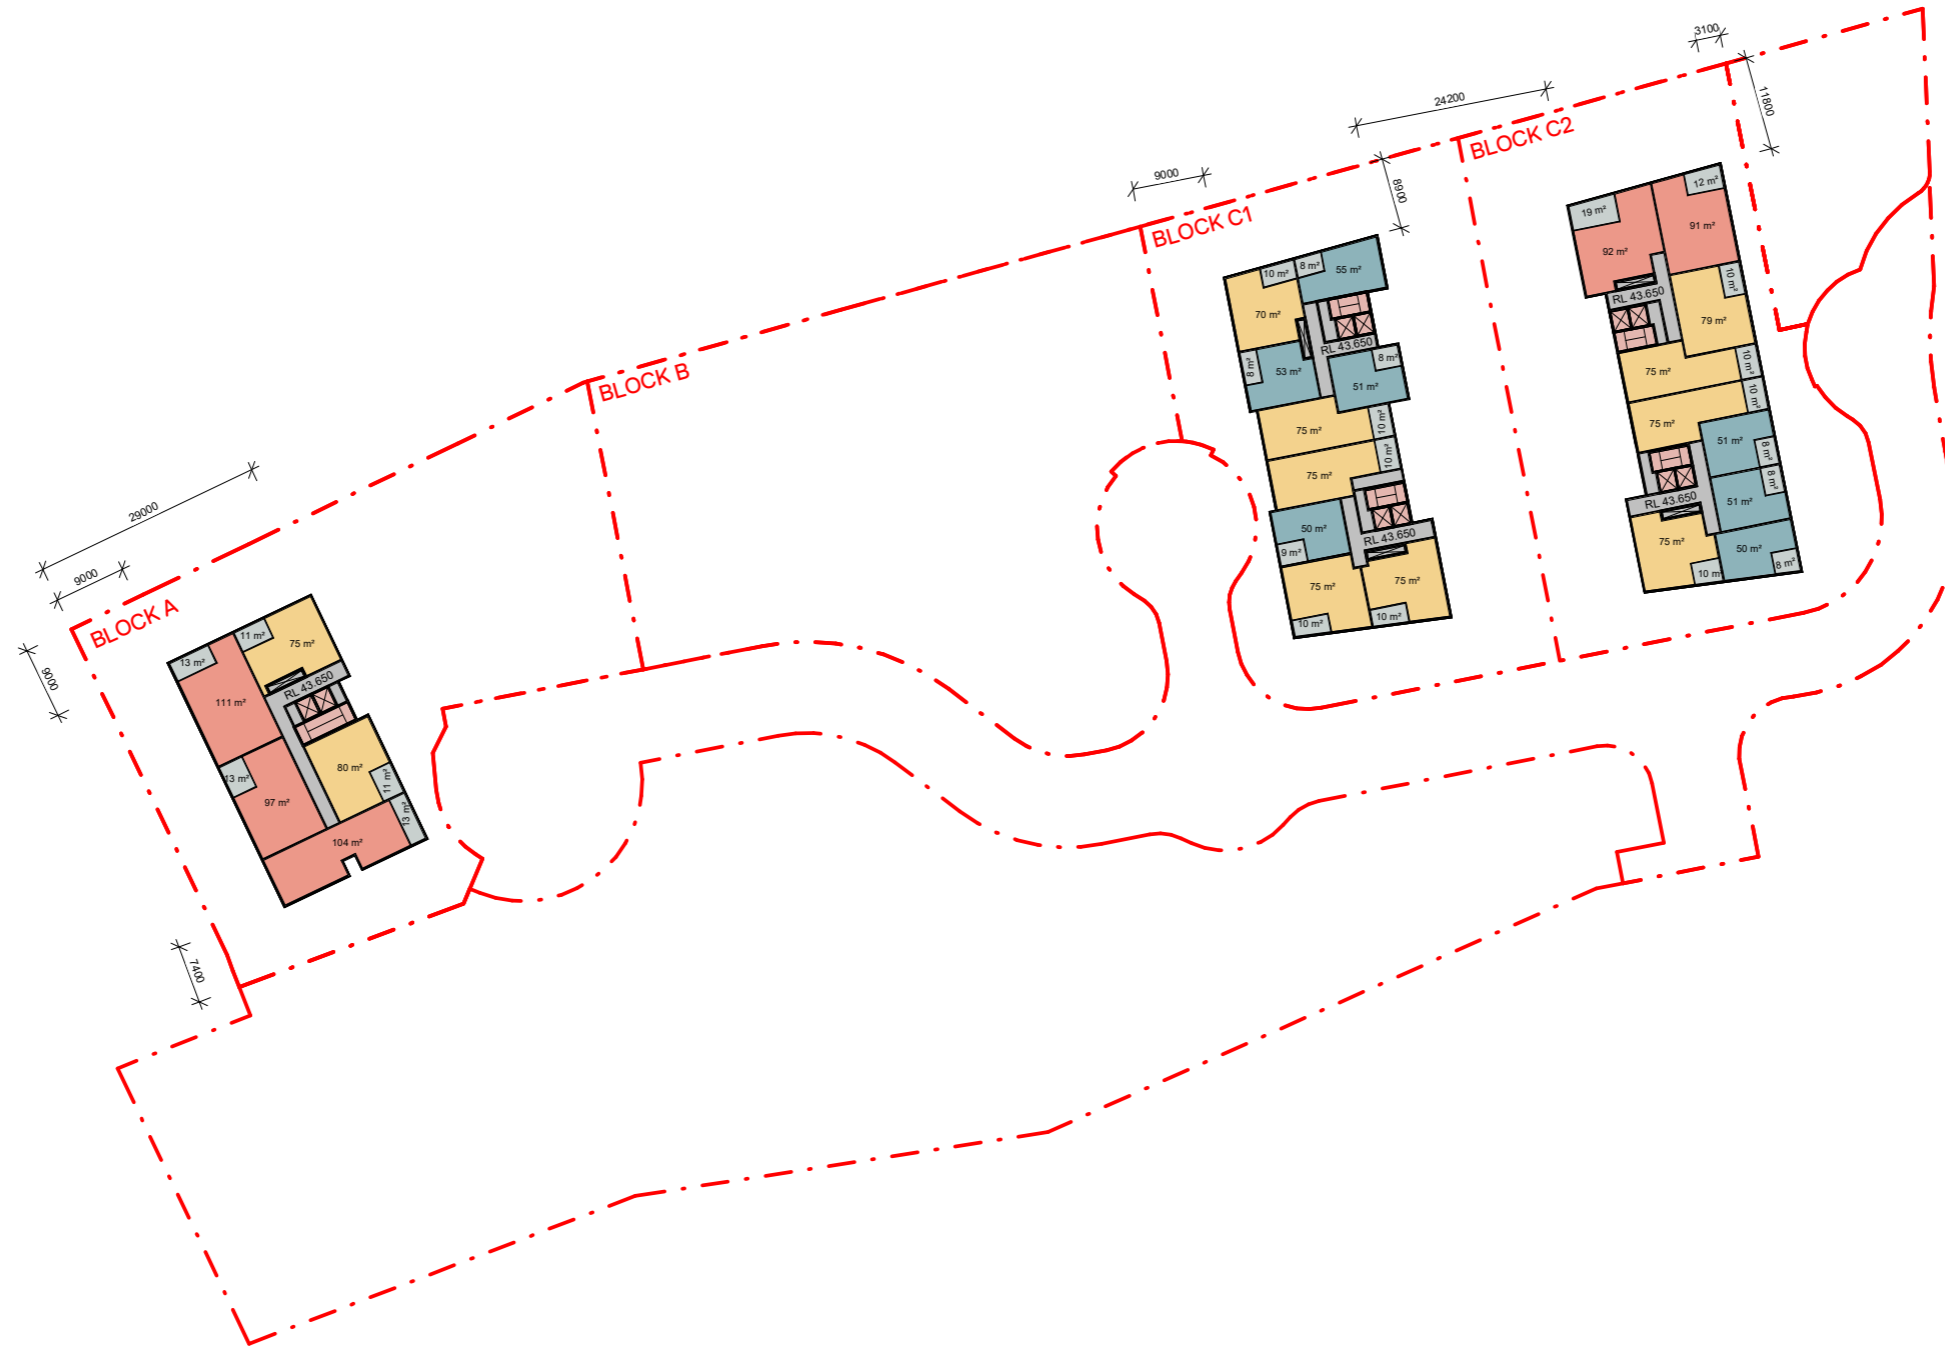 3100
11800
24200
BLOCK C2
8900
9000
BLOCK C1
12 m²
19 m²
91 m²
92 m²
10 m²
RL 43.650
79 m²
75 m²
10 m²
10 m²
75 m²
51 m²
8 m²
8 m²
51 m²
RL 43.650
75 m²
50 m²
10 m
8 m²
10 m²
8 m²
55 m²
70 m²
RL 43.650
8 m²
8 m²
53 m²
51 m²
75 m²
10 m²
10 m²
75 m²
50 m²
9 m²
RL 43.650
75 m²
75 m²
10 m²
10 m²
BLOCK B
29000
9000
BLOCK A
9000
11 m²
75 m²
13 m²
RL 43.650
111 m²
80 m²
13 m²
11 m²
97 m²
13 m²
104 m²
7400